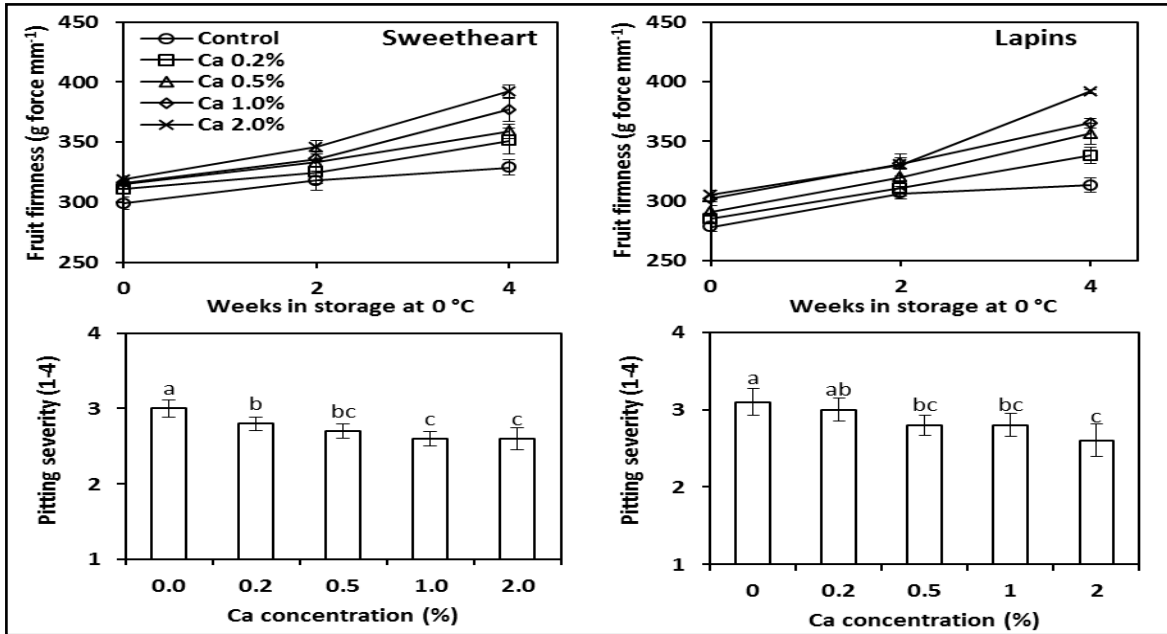 Sweetheart
Fruit firmness (g force mm⁻¹)
450
400
350
300
250
Control
Ca 0.2%
Ca 0.5%
Ca 1.0%
Ca 2.0%
0 2 4
Weeks in storage at 0 °C
Lapins
Fruit firmness (g force mm⁻¹)
450
400
350
300
250
0 2 4
Weeks in storage at 0 °C
Pitting severity (1-4)
4
3
2
1
a b bc c c
0.0 0.2 0.5 1.0 2.0
Ca concentration (%)
Pitting severity (1-4)
4
3
2
1
a ab bc bc c
0 0.2 0.5 1 2
Ca concentration (%)